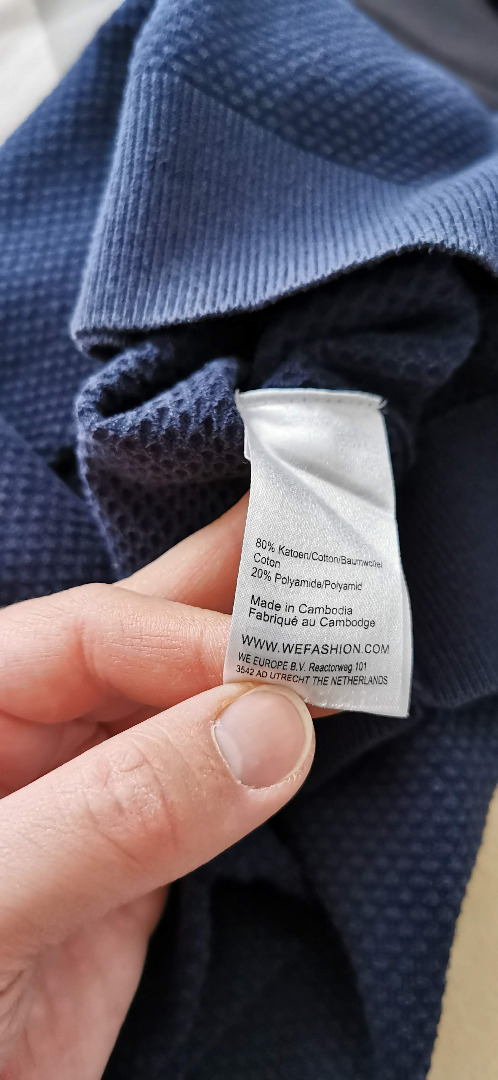 80% Katoen/Cotton/Baumwolle/
Coton
20% Polyamide/Polyamid
Made in Cambodia
Fabriqué au Cambodge
WWW.WEFASHION.COM
WE EUROPE B.V. Reactorweg 101
3542 AD UTRECHT THE NETHERLANDS